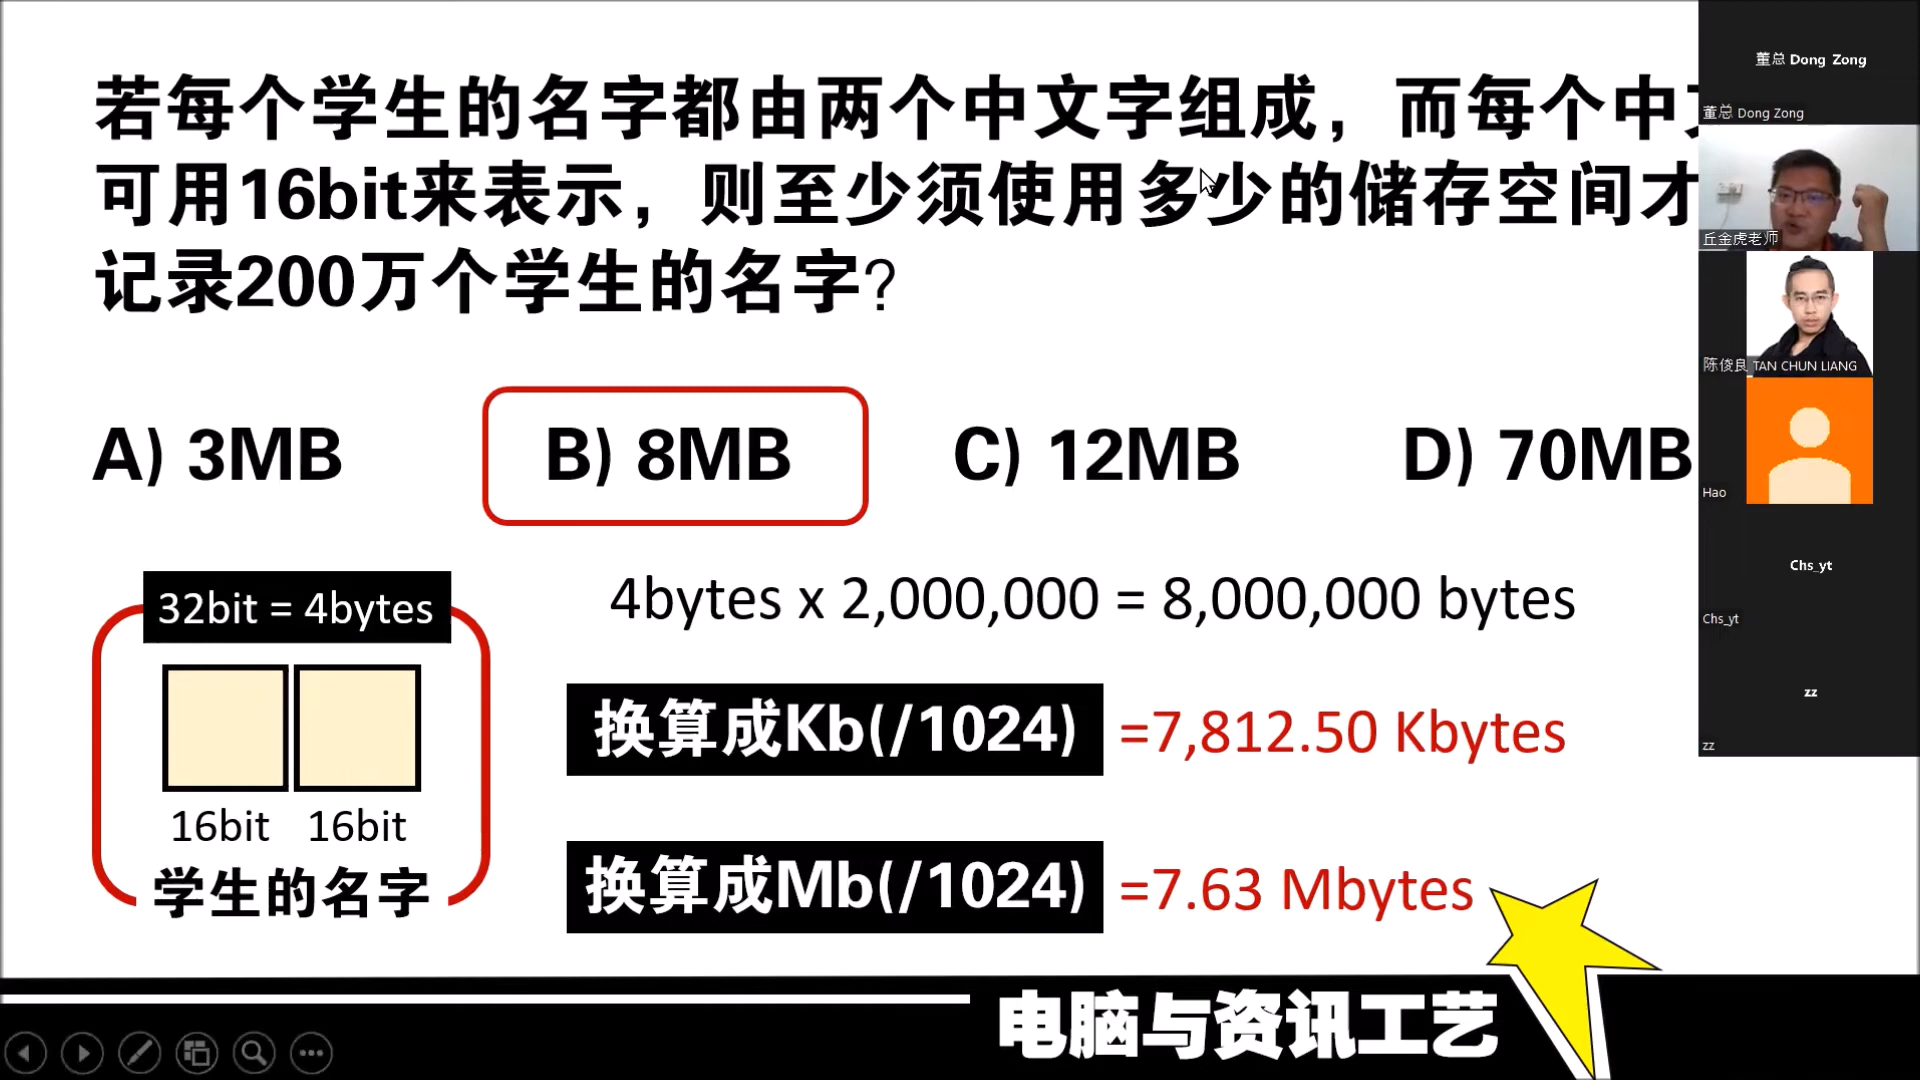 若每个学生的名字都由两个中文字组成，而每个中
可用16bit来表示，则至少须使用多少的储存空间才
记录200万个学生的名字？
A) 3MB
B) 8MB
C) 12MB
D) 70MB
32bit = 4bytes
16bit 16bit
学生的名字
4bytes x 2,000,000 = 8,000,000 bytes
换算成Kb(/1024) =7,812.50 Kbytes
换算成Mb(/1024) =7.63 Mbytes
电脑与资讯工艺
董总 Dong Zong
董总 Dong Zong
丘金虎老师
陈俊良 TAN CHUN LIANG
Hao
Chs_yt
Chs_yt
zz
zz